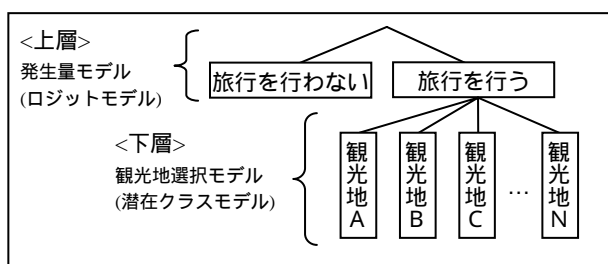 <上層>
発生量モデル
(ロジットモデル)
旅行を行わない
旅行を行う
<下層>
観光地選択モデル
(潜在クラスモデル)
観光地A
観光地B
観光地C
…
観光地N